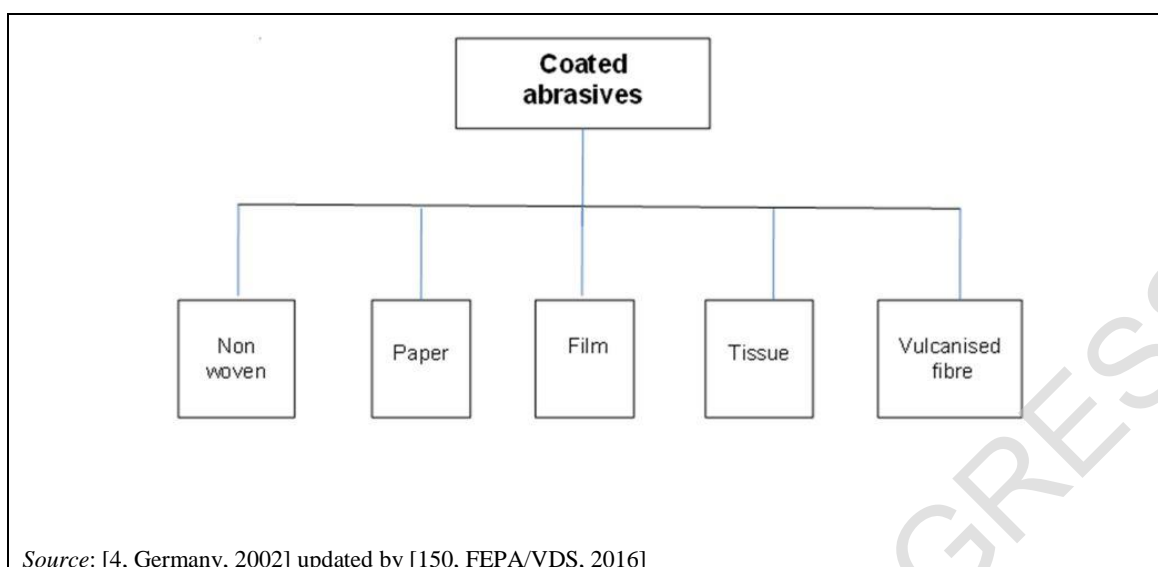 Coated
abrasives
Non
woven
Paper
Film
Tissue
Vulcanised
fibre
Source: [4, Germany, 2002] updated by [150, FEPA/VDS, 2016]
GRESS